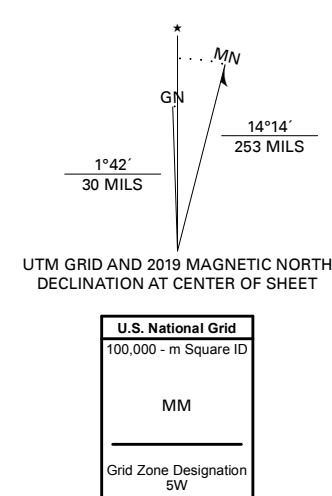 ★
MN
GN
14°14´
253 MILS
1°42´
30 MILS
UTM GRID AND 2019 MAGNETIC NORTH
DECLINATION AT CENTER OF SHEET
U.S. National Grid
100,000 - m Square ID
MM
Grid Zone Designation
5W